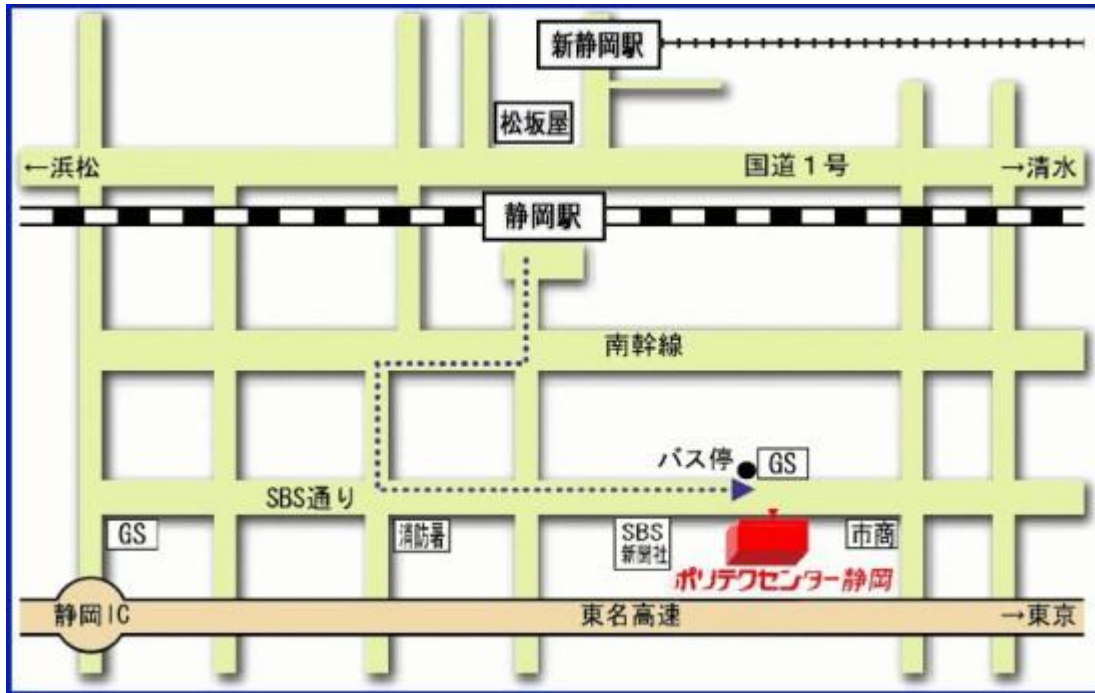 新静岡駅
松坂屋
←浜松
国道１号
→清水
静岡駅
南幹線
バス停
GS
SBS通り
GS
消防署
SBS
新聞社
市商
ポリテクセンター静岡
静岡IC
東名高速
→東京